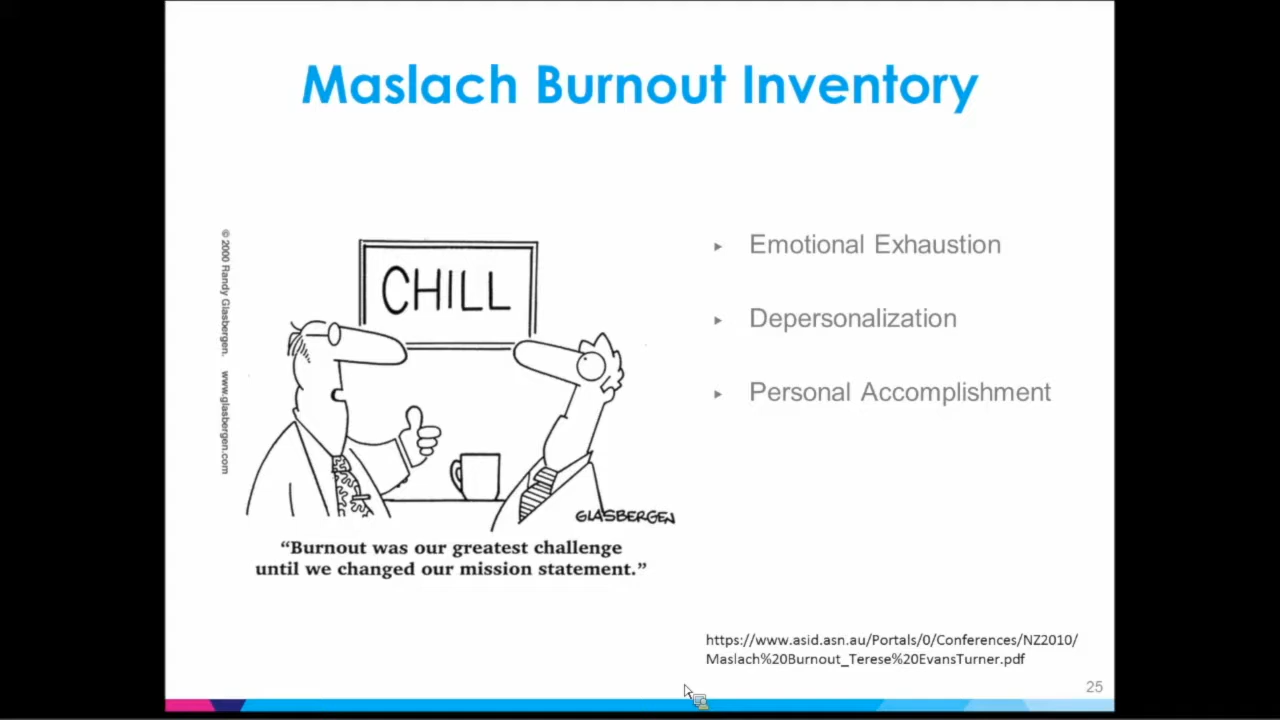 Maslach Burnout Inventory
© 2000 Randy Glasbergen. www.glasbergen.com
CHILL
GLASBERGEN
“Burnout was our greatest challenge
until we changed our mission statement.”
Emotional Exhaustion
Depersonalization
Personal Accomplishment
https://www.asid.asn.au/Portals/0/Conferences/NZ2010/
Maslach%20Burnout_Terese%20EvansTurner.pdf
25